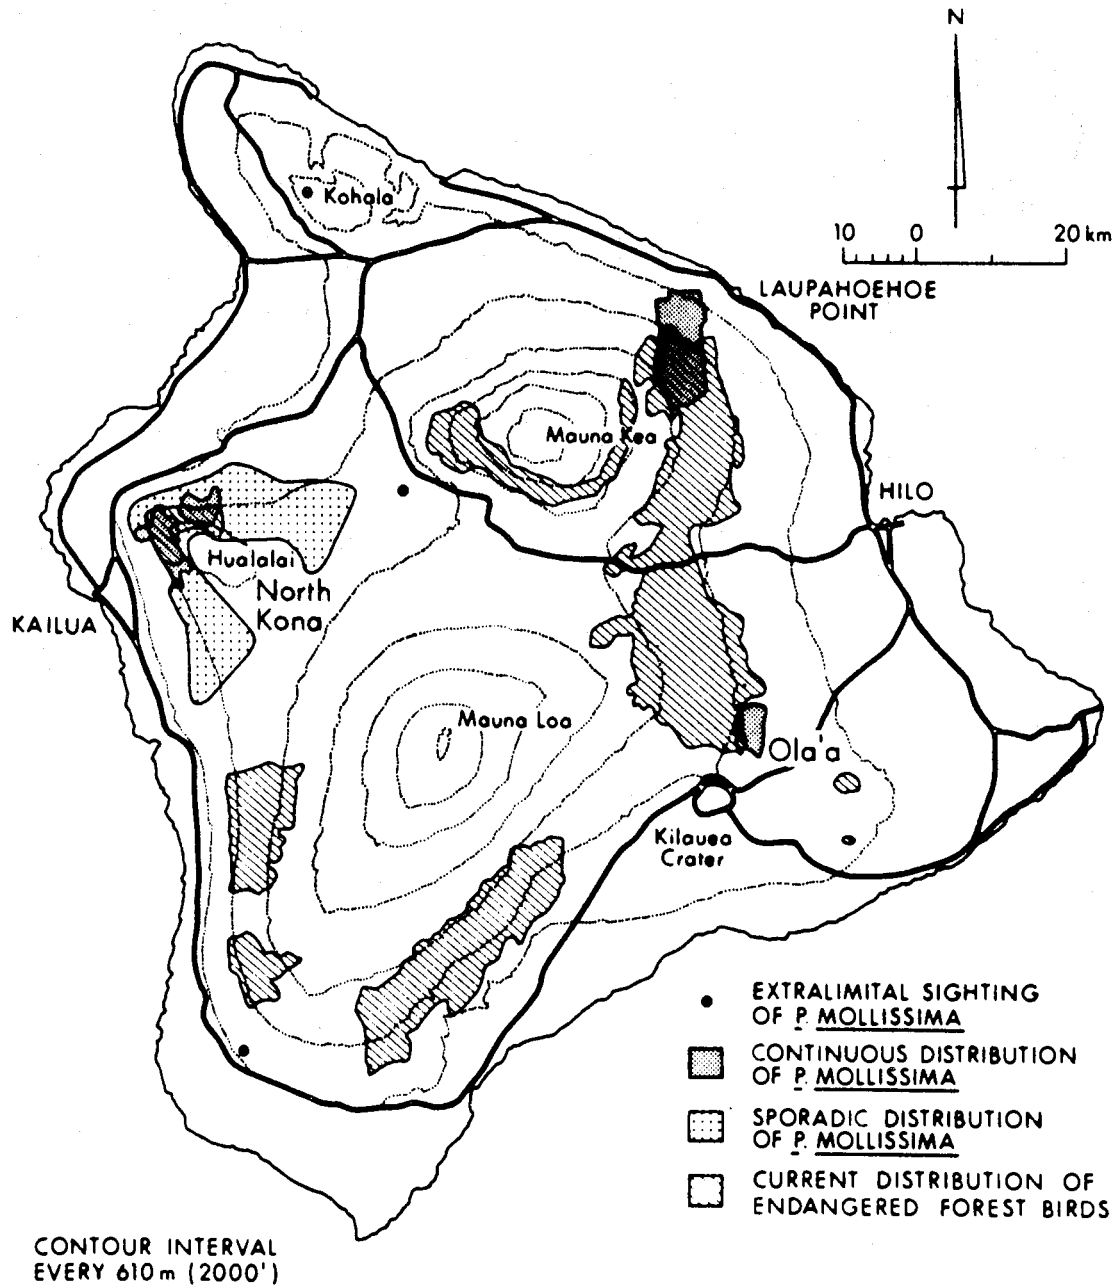 N
10 0 20 km
LAUPAHOEHOE
POINT
Kohala
Mauna Kea
HILO
Hualalai
North
Kona
KAILUA
Mauna Loa
Ola'a
Kilauea
Crater
EXTRALIMITAL SIGHTING
OF P. MOLLISSIMA
CONTINUOUS DISTRIBUTION
OF P. MOLLISSIMA
SPORADIC DISTRIBUTION
OF P. MOLLISSIMA
CURRENT DISTRIBUTION OF
ENDANGERED FOREST BIRDS
CONTOUR INTERVAL
EVERY 610 m (2000')